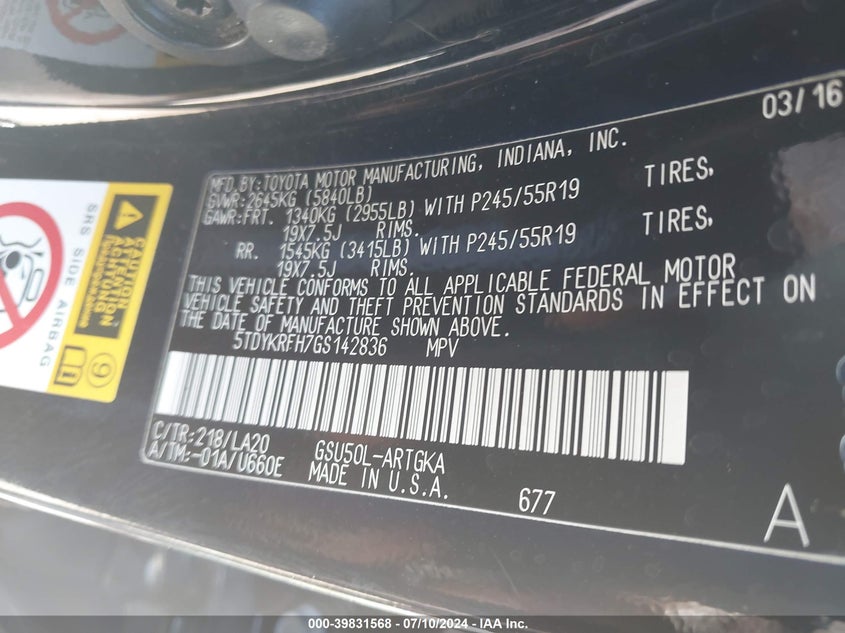 03/16
MFD.BY:TOYOTA MOTOR MANUFACTURING, INDIANA, INC.
GVWR:2645KG (5840LB)
GAWR:FRT. 1340KG (2955LB) WITH P245/55R19 TIRES,
19X7.5J RIMS.
RR. 1545KG (3415LB) WITH P245/55R19 TIRES,
19X7.5J RIMS.
THIS VEHICLE CONFORMS TO ALL APPLICABLE FEDERAL MOTOR
VEHICLE SAFETY AND THEFT PREVENTION STANDARDS IN EFFECT ON
THE DATE OF MANUFACTURE SHOWN ABOVE.
5TDYKRFH7GS142836 MPV
C/TR:218/LA20 GSU50L-ARTGKA
A/TM:-01A/U660E MADE IN U.S.A.
677
A
SRS SIDE AIRBAG
CAUTION
ATTENTION
ACHTUNG
9
000-39831568 // 07/10/2024 // IAA Inc.